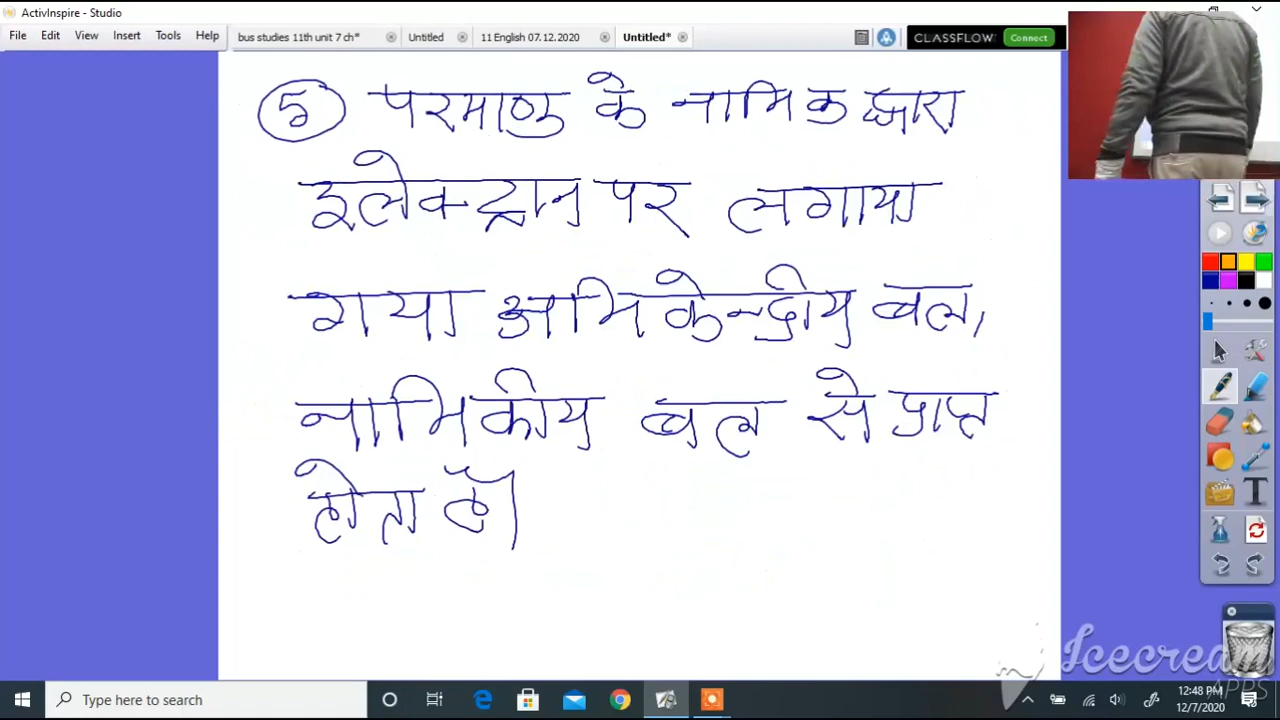 ActivInspire - Studio
File Edit View Insert Tools Help
bus studies 11th unit 7 ch* Untitled 11 English 07.12.2020 Untitled* CLASSFLOW Connect
5 परमाणु के नाभिक द्वारा
इलेक्ट्रान पर लगाया
गया अभिकेन्द्रीय बल,
नाभिकीय बल से प्राप्त
होता है।
Icecream
APPS
Type here to search
12:48 PM
12/7/2020